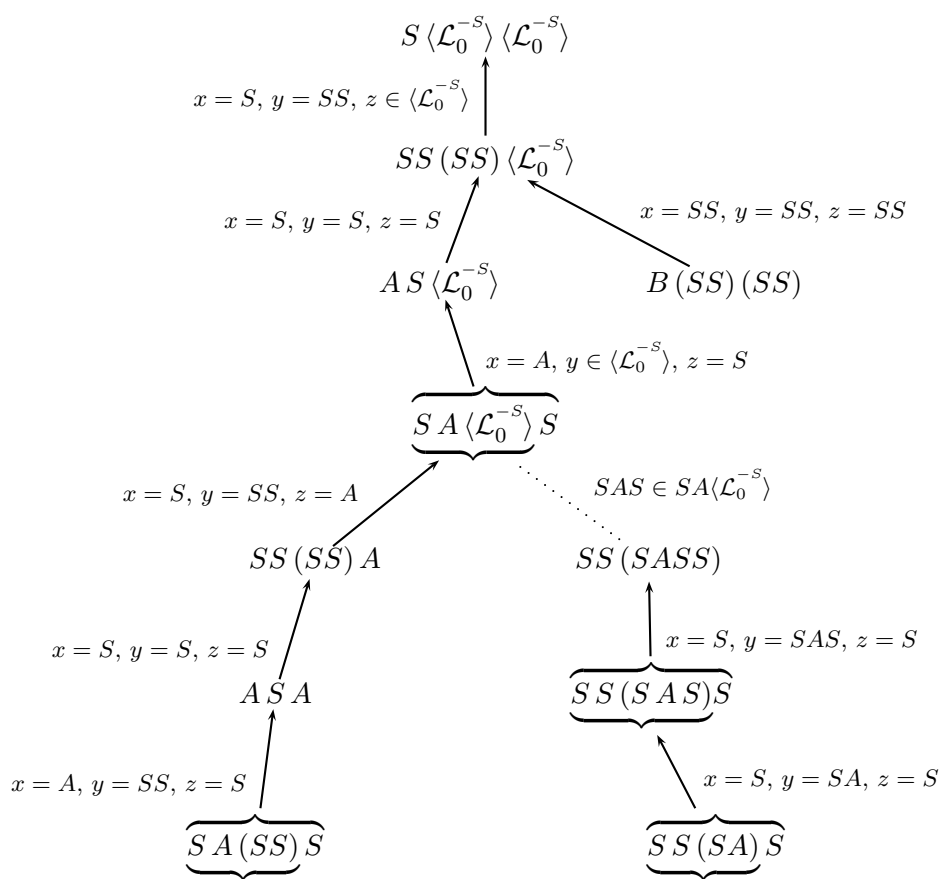 S ⟨ℒ₀⁻ˢ⟩ ⟨ℒ₀⁻ˢ⟩
x = S, y = SS, z ∈ ⟨ℒ₀⁻ˢ⟩
SS (SS) ⟨ℒ₀⁻ˢ⟩
x = S, y = S, z = S
x = SS, y = SS, z = SS
A S ⟨ℒ₀⁻ˢ⟩
B (SS) (SS)
x = A, y ∈ ⟨ℒ₀⁻ˢ⟩, z = S
S A ⟨ℒ₀⁻ˢ⟩ S
x = S, y = SS, z = A
SAS ∈ SA⟨ℒ₀⁻ˢ⟩
SS (SS) A
SS (SASS)
x = S, y = S, z = S
x = S, y = SAS, z = S
A S A
S S (S A S) S
x = A, y = SS, z = S
x = S, y = SA, z = S
S A (SS) S
S S (SA) S